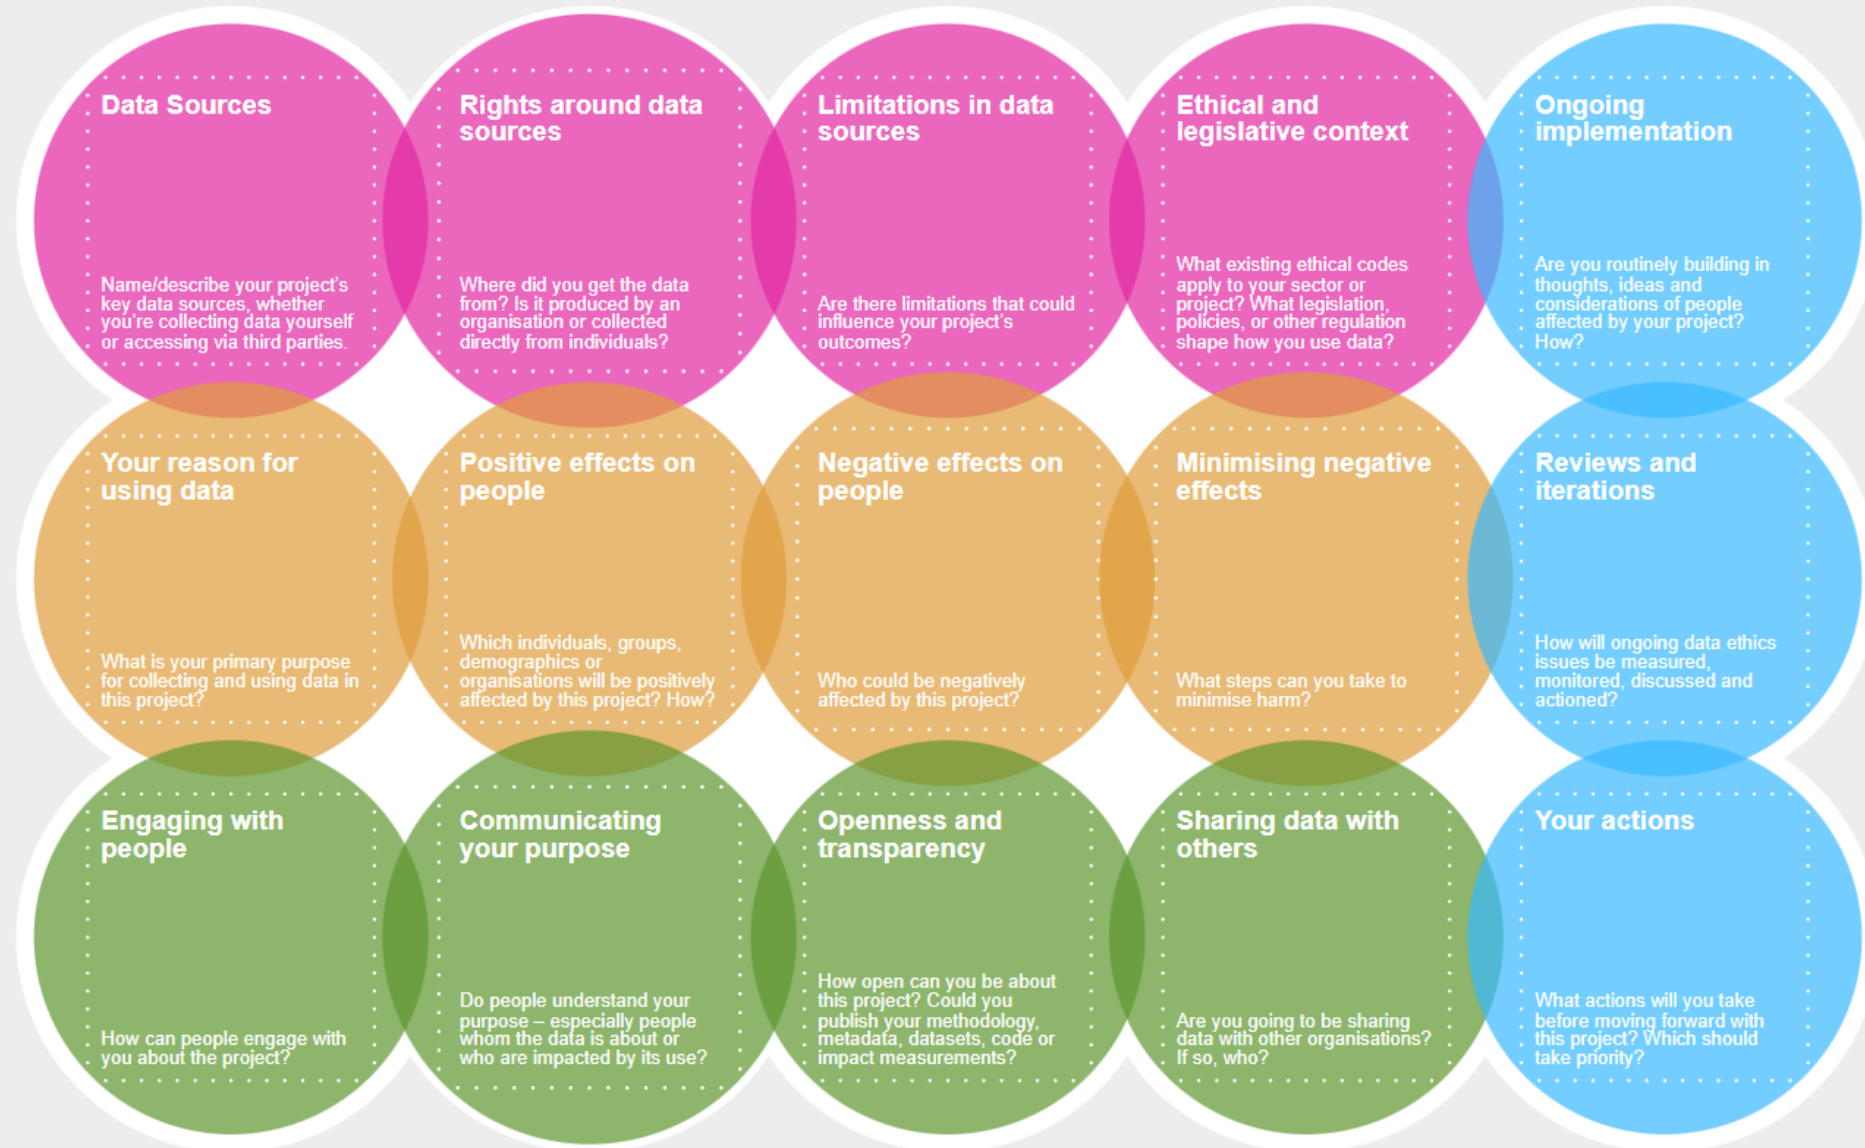 Data Sources
Name/describe your project's
key data sources, whether
you're collecting data yourself
or accessing via third parties.
Rights around data
sources
Where did you get the data
from? Is it produced by an
organisation or collected
directly from individuals?
Limitations in data
sources
Are there limitations that could
influence your project's
outcomes?
Ethical and
legislative context
What existing ethical codes
apply to your sector or
project? What legislation,
policies, or other regulation
shape how you use data?
Ongoing
implementation
Are you routinely building in
thoughts, ideas and
considerations of people
affected by your project?
How?
Your reason for
using data
What is your primary purpose
for collecting and using data in
this project?
Positive effects on
people
Which individuals, groups,
demographics or
organisations will be positively
affected by this project? How?
Negative effects on
people
Who could be negatively
affected by this project?
Minimising negative
effects
What steps can you take to
minimise harm?
Reviews and
iterations
How will ongoing data ethics
issues be measured,
monitored, discussed and
actioned?
Engaging with
people
How can people engage with
you about the project?
Communicating
your purpose
Do people understand your
purpose – especially people
whom the data is about or
who are impacted by its use?
Openness and
transparency
How open can you be about
this project? Could you
publish your methodology,
metadata, datasets, code or
impact measurements?
Sharing data with
others
Are you going to be sharing
data with other organisations?
If so, who?
Your actions
What actions will you take
before moving forward with
this project? Which should
take priority?